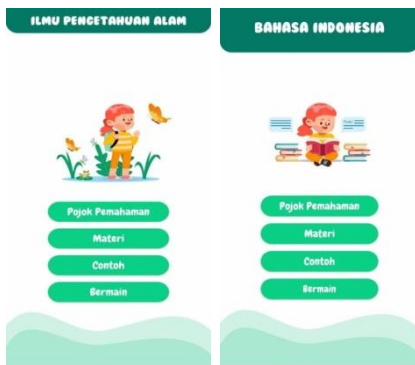 ILMU PENGETAHUAN ALAM
Pojok Pemahaman
Materi
Contoh
Bermain
BAHASA INDONESIA
Pojok Pemahaman
Materi
Contoh
Bermain